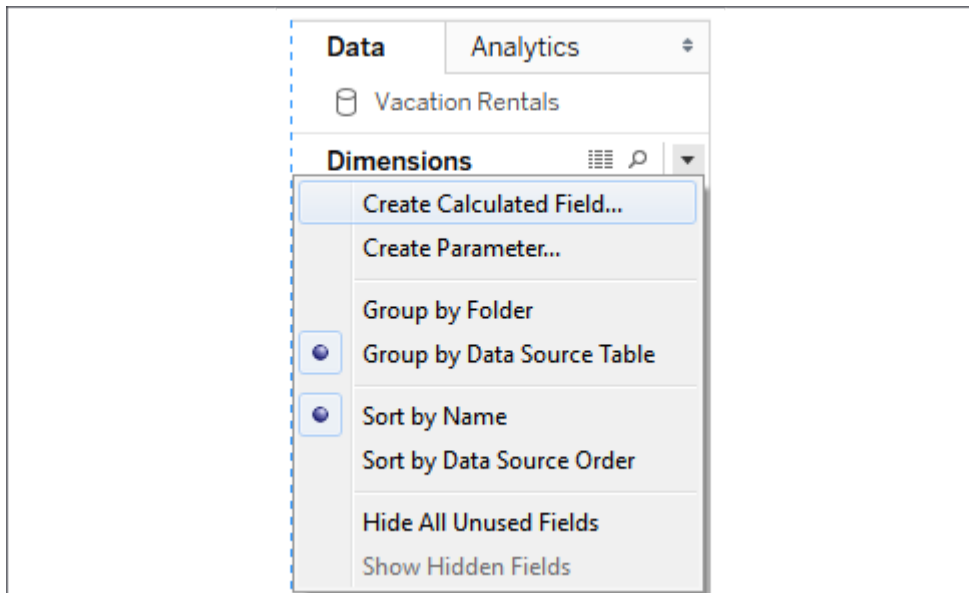 Data Analytics
Vacation Rentals
Dimensions
Create Calculated Field...
Create Parameter...
Group by Folder
Group by Data Source Table
Sort by Name
Sort by Data Source Order
Hide All Unused Fields
Show Hidden Fields